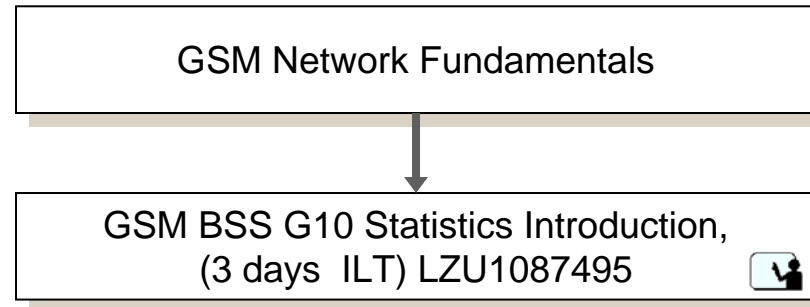 GSM Network Fundamentals
GSM BSS G10 Statistics Introduction,
(3 days  ILT) LZU1087495